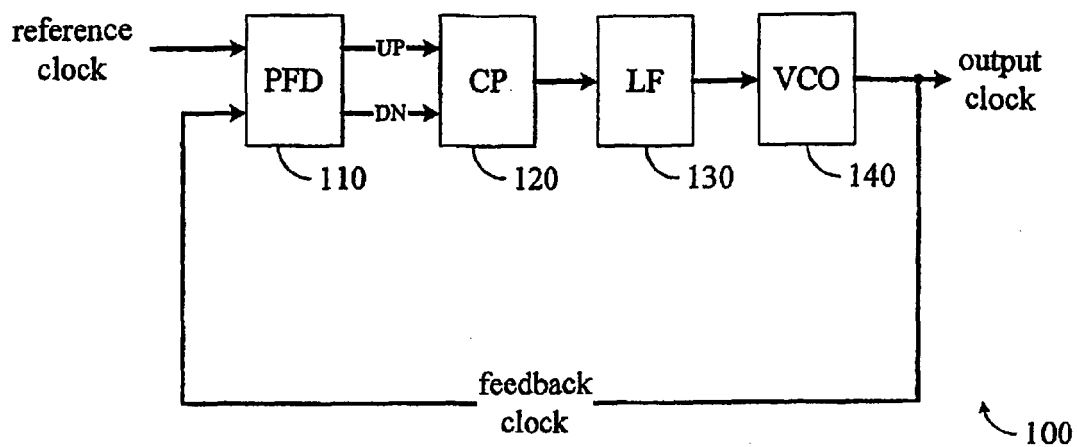 reference
clock
PFD
UP
DN
CP
LF
VCO
output
clock
110
120
130
140
feedback
clock
100